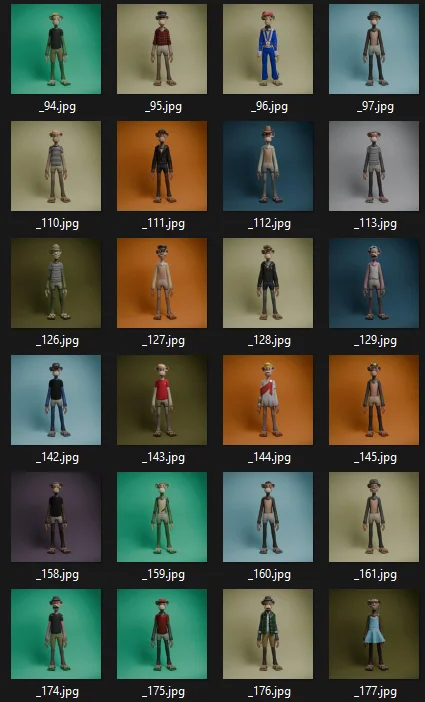 _94.jpg _95.jpg _96.jpg _97.jpg
_110.jpg _111.jpg _112.jpg _113.jpg
_126.jpg _127.jpg _128.jpg _129.jpg
_142.jpg _143.jpg _144.jpg _145.jpg
_158.jpg _159.jpg _160.jpg _161.jpg
_174.jpg _175.jpg _176.jpg _177.jpg